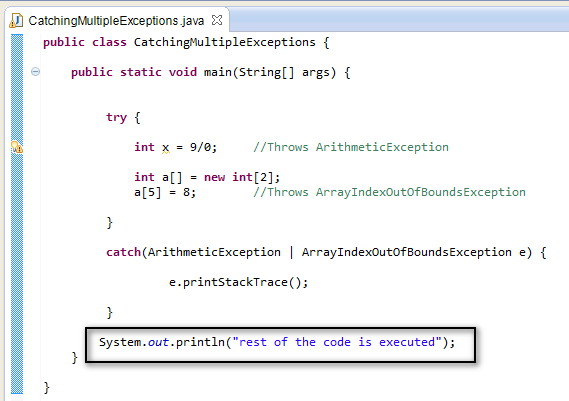 CatchingMultipleExceptions.java
public class CatchingMultipleExceptions {
public static void main(String[] args) {
try {
int x = 9/0; //Throws ArithmeticException
int a[] = new int[2];
a[5] = 8; //Throws ArrayIndexOutOfBoundsException
}
catch(ArithmeticException | ArrayIndexOutOfBoundsException e) {
e.printStackTrace();
}
System.out.println("rest of the code is executed");
}
}